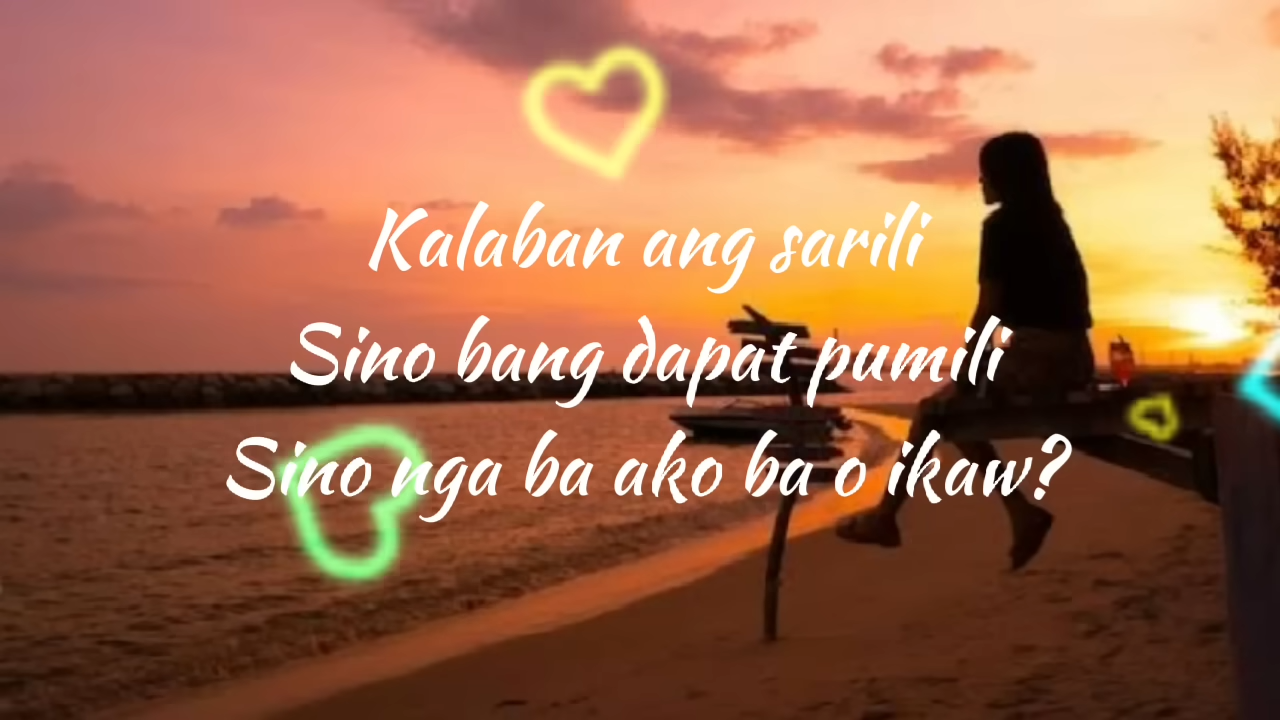 Kalaban ang sarili
Sino bang dapat pumili
Sino nga ba ako ba o ikaw?